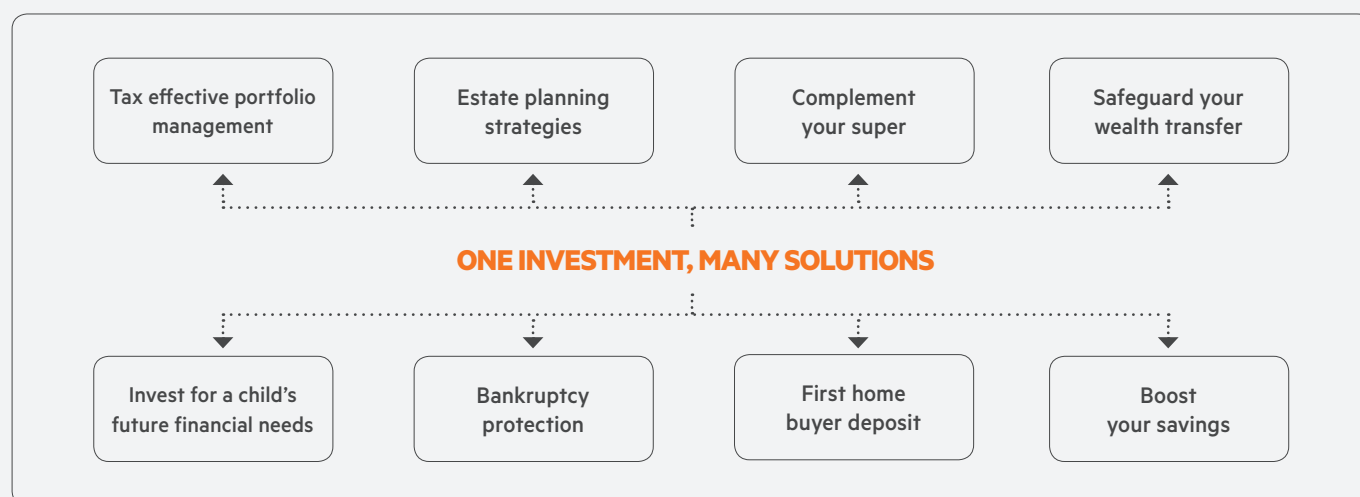 Tax effective portfolio
management
Estate planning
strategies
Complement
your super
Safeguard your
wealth transfer
ONE INVESTMENT, MANY SOLUTIONS
Invest for a child’s
future financial needs
Bankruptcy
protection
First home
buyer deposit
Boost
your savings